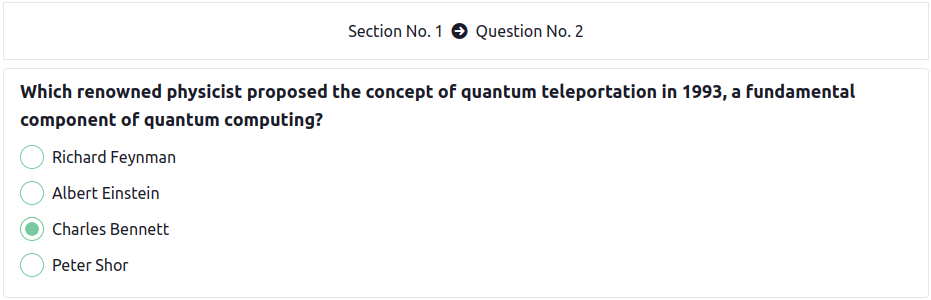 Section No. 1 Question No. 2
Which renowned physicist proposed the concept of quantum teleportation in 1993, a fundamental
component of quantum computing?
Richard Feynman
Albert Einstein
Charles Bennett
Peter Shor